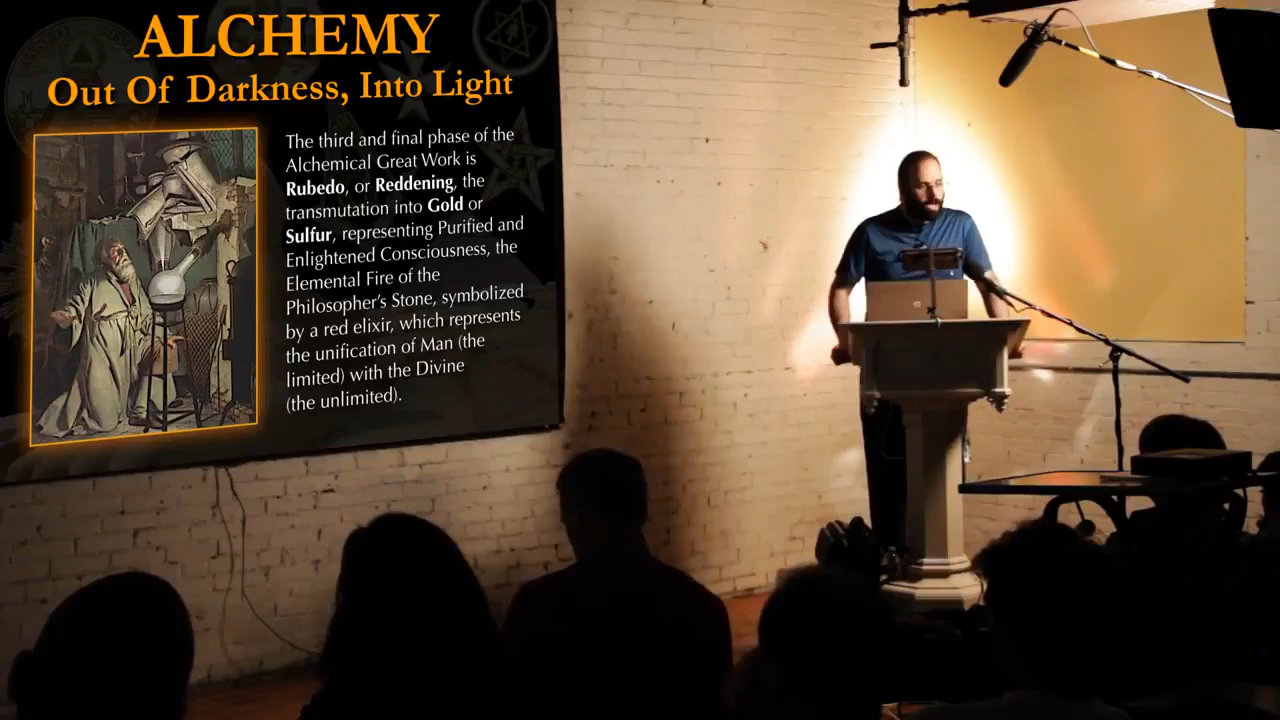 ALCHEMY
Out Of Darkness, Into Light
The third and final phase of the
Alchemical Great Work is
Rubedo, or Reddening, the
transmutation into Gold or
Sulfur, representing Purified and
Enlightened Consciousness, the
Elemental Fire of the
Philosopher's Stone, symbolized
by a red elixir, which represents
the unification of Man (the
limited) with the Divine
(the unlimited).